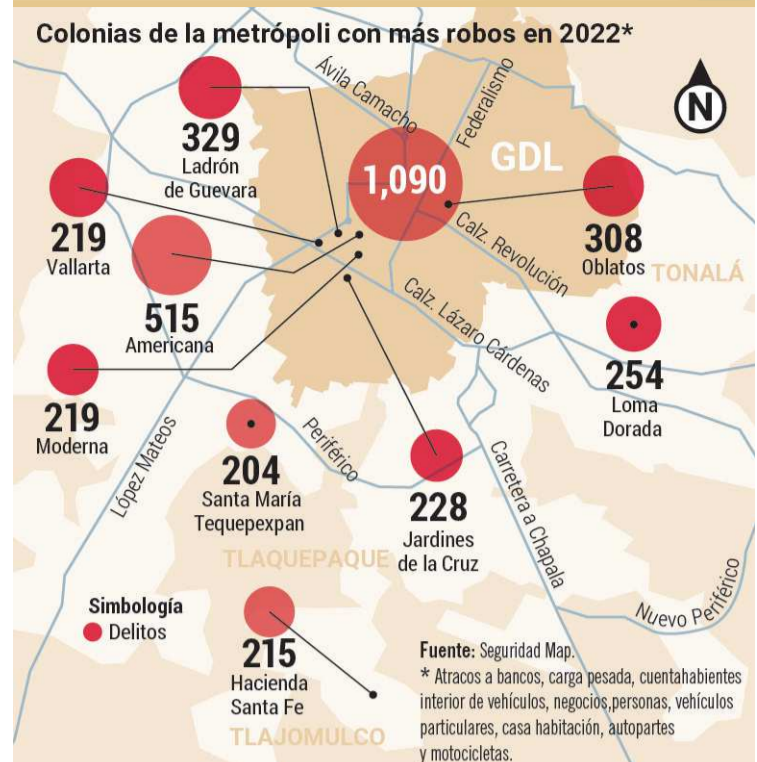 Colonias de la metrópoli con más robos en 2022*
Ávila Camacho
Federalismo
N
329
Ladrón
de Guevara
1,090
GDL
219
Vallarta
308
Oblatos
TONALÁ
Calz. Revolución
515
Americana
Calz. Lázaro Cárdenas
254
Loma
Dorada
219
Moderna
López Mateos
Periférico
204
Santa María
Tequepexpan
228
Jardines
de la Cruz
Carretera a Chapala
TLAQUEPAQUE
Nuevo Periférico
Simbología
Delitos
215
Hacienda
Santa Fe
TLAJOMULCO
Fuente: Seguridad Map.
* Atracos a bancos, carga pesada, cuentahabientes
interior de vehículos, negocios,personas, vehículos
particulares, casa habitación, autopartes
y motocicletas.